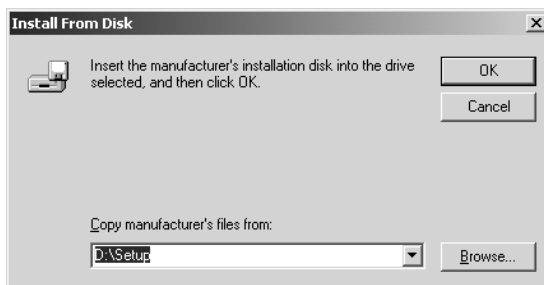 Install From Disk
Insert the manufacturer's installation disk into the drive
selected, and then click OK.
OK
Cancel
Copy manufacturer's files from:
D:\Setup
Browse...